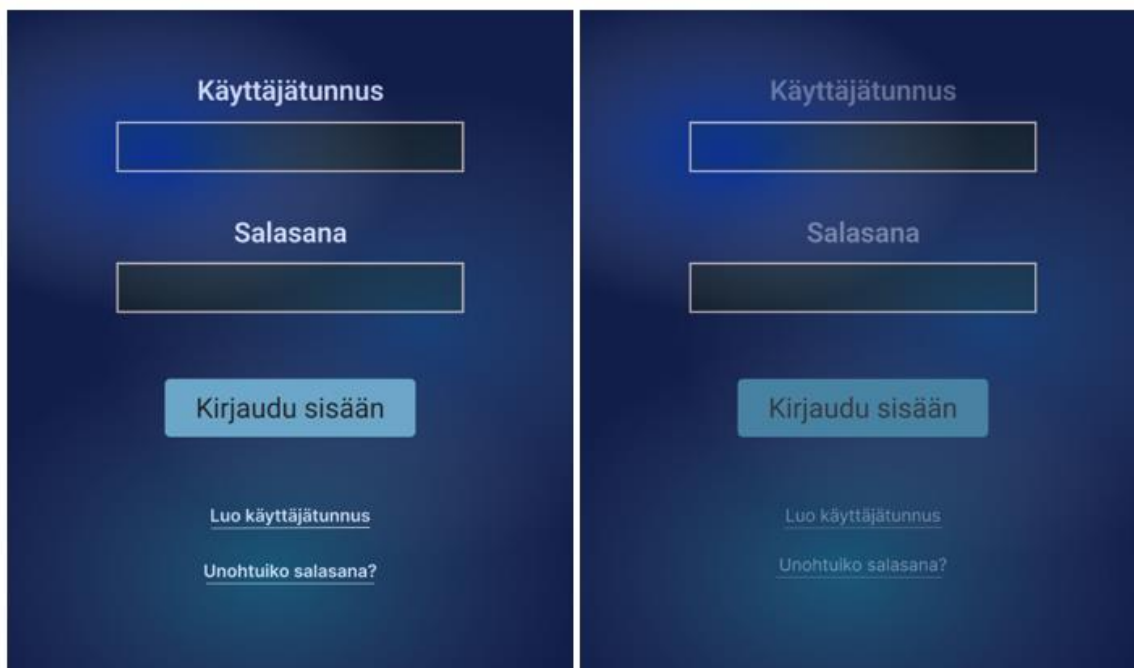 Käyttäjätunnus
Salasana
Kirjaudu sisään
Luo käyttäjätunnus
Unohtuiko salasana?
Käyttäjätunnus
Salasana
Kirjaudu sisään
Luo käyttäjätunnus
Unohtuiko salasana?